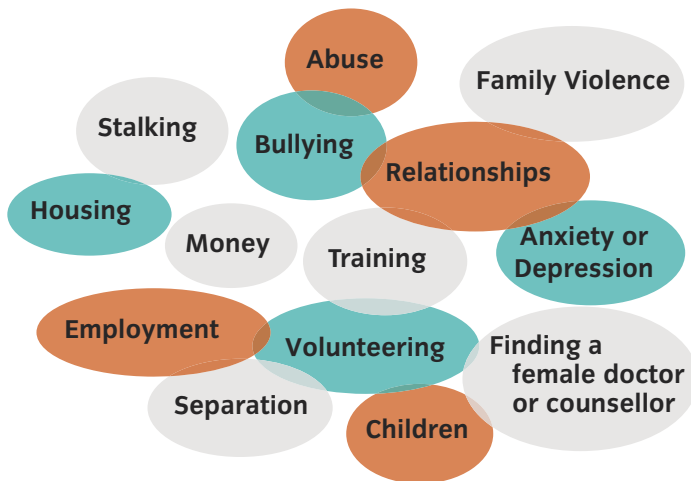 Abuse
Family Violence
Stalking
Bullying
Relationships
Housing
Money
Training
Anxiety or
Depression
Employment
Volunteering
Finding a
female doctor
or counsellor
Separation
Children